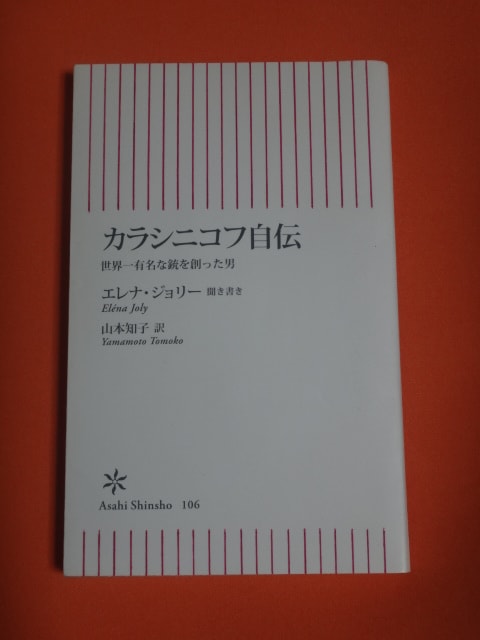 カラシニコフ自伝
世界一有名な銃を創った男
エレナ・ジョリー 聞き書き
Eléna Joly
山本知子 訳
Yamamoto Tomoko
Asahi Shinsho 106